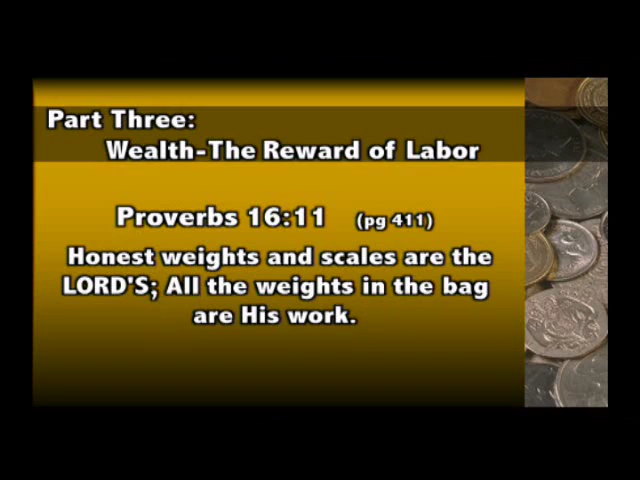 Part Three:
Wealth-The Reward of Labor
Proverbs 16:11 (pg 411)
Honest weights and scales are the
LORD'S; All the weights in the bag
are His work.